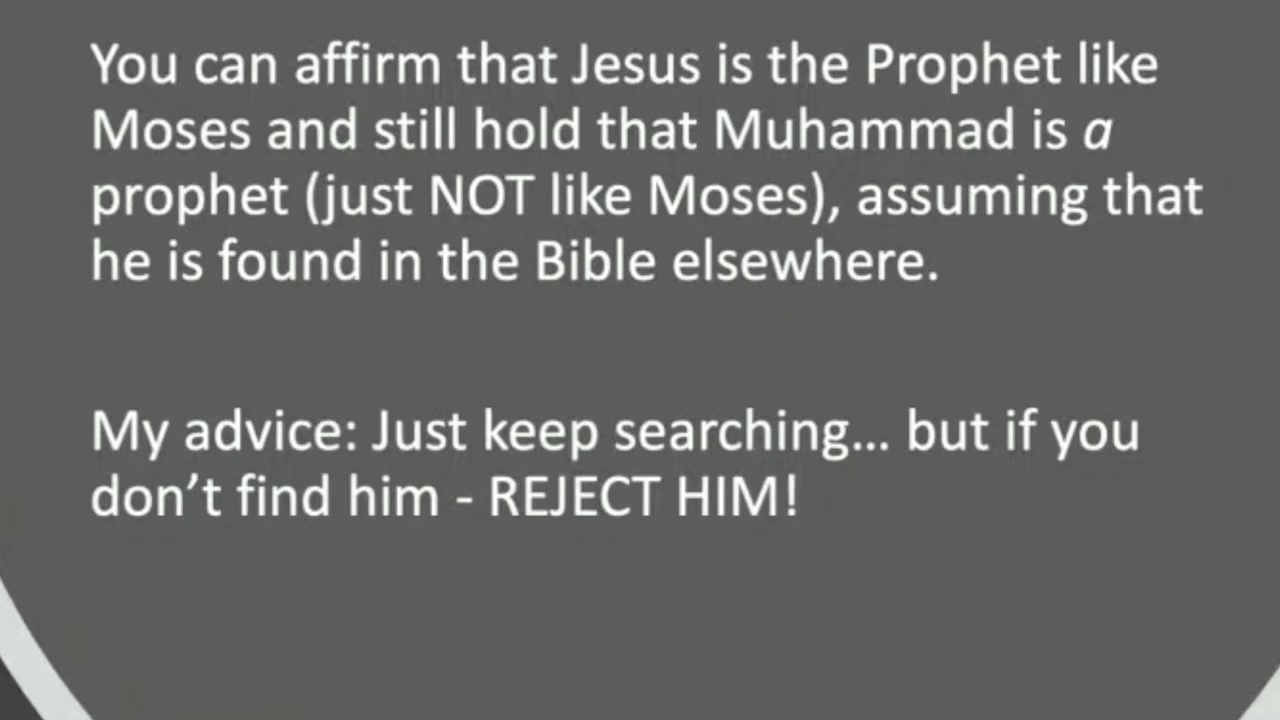 You can affirm that Jesus is the Prophet like
Moses and still hold that Muhammad is a
prophet (just NOT like Moses), assuming that
he is found in the Bible elsewhere.
My advice: Just keep searching... but if you
don’t find him - REJECT HIM!